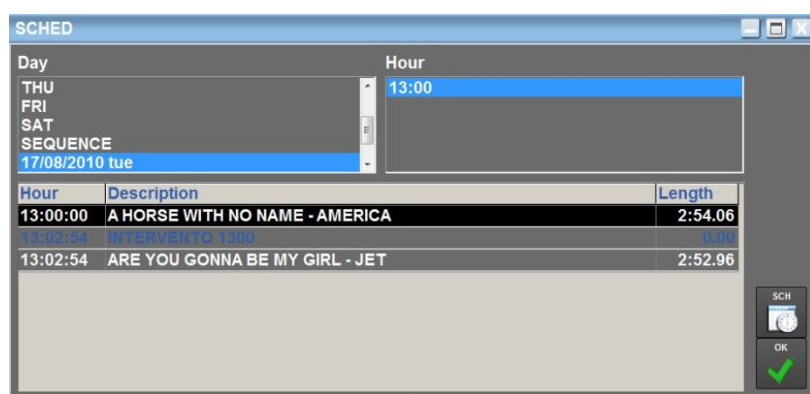 SCHED
Day Hour
THU 13:00
FRI
SAT
SEQUENCE
17/08/2010 tue
Hour Description Length
13:00:00 A HORSE WITH NO NAME - AMERICA 2:54.06
13:02:54 INTERVENTO 1300 0.00
13:02:54 ARE YOU GONNA BE MY GIRL - JET 2:52.96
SCH
OK